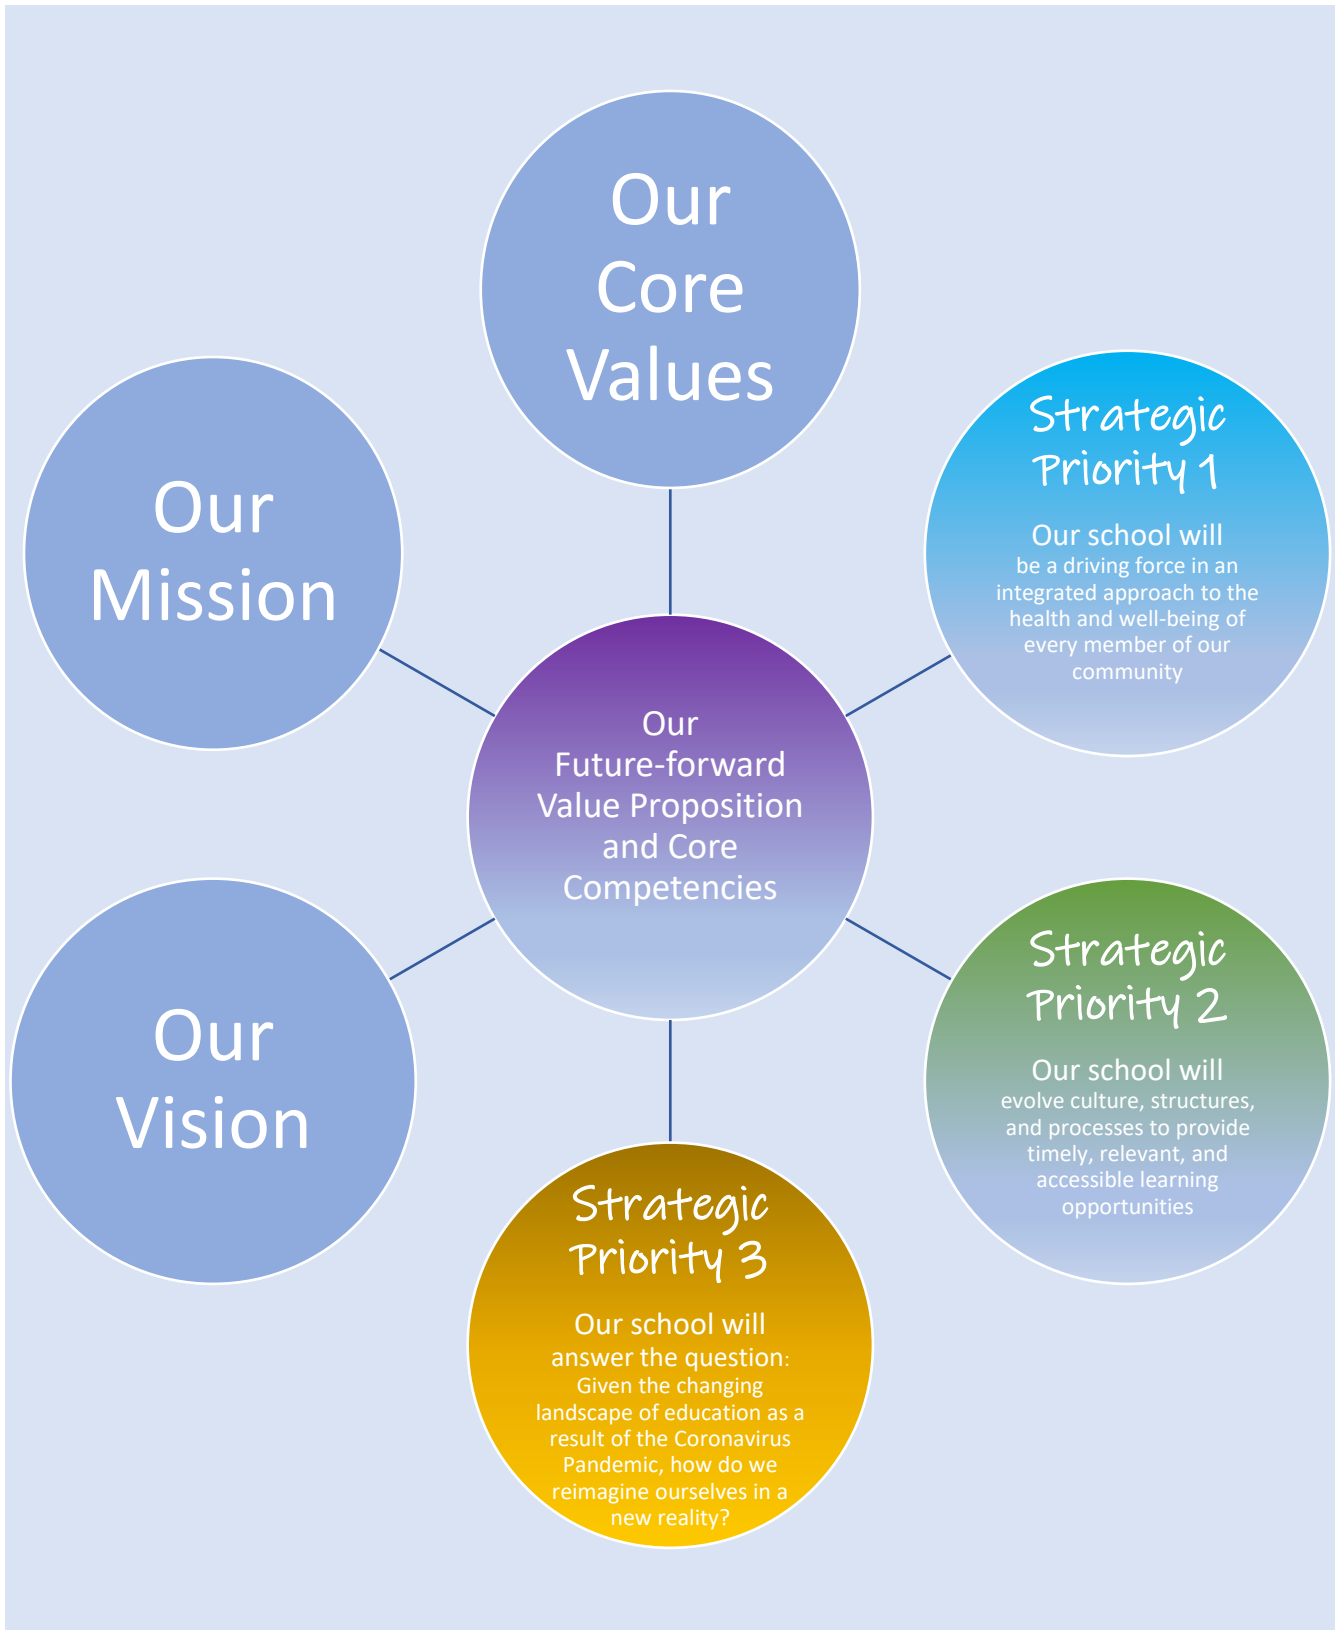 Our
Core
Values
Our
Mission
Strategic
Priority 1
Our school will
be a driving force in an
integrated approach to the
health and well-being of
every member of our
community
Our
Future-forward
Value Proposition
and Core
Competencies
Our
Vision
Strategic
Priority 2
Our school will
evolve culture, structures,
and processes to provide
timely, relevant, and
accessible learning
opportunities
Strategic
Priority 3
Our school will
answer the question:
Given the changing
landscape of education as a
result of the Coronavirus
Pandemic, how do we
reimagine ourselves in a
new reality?